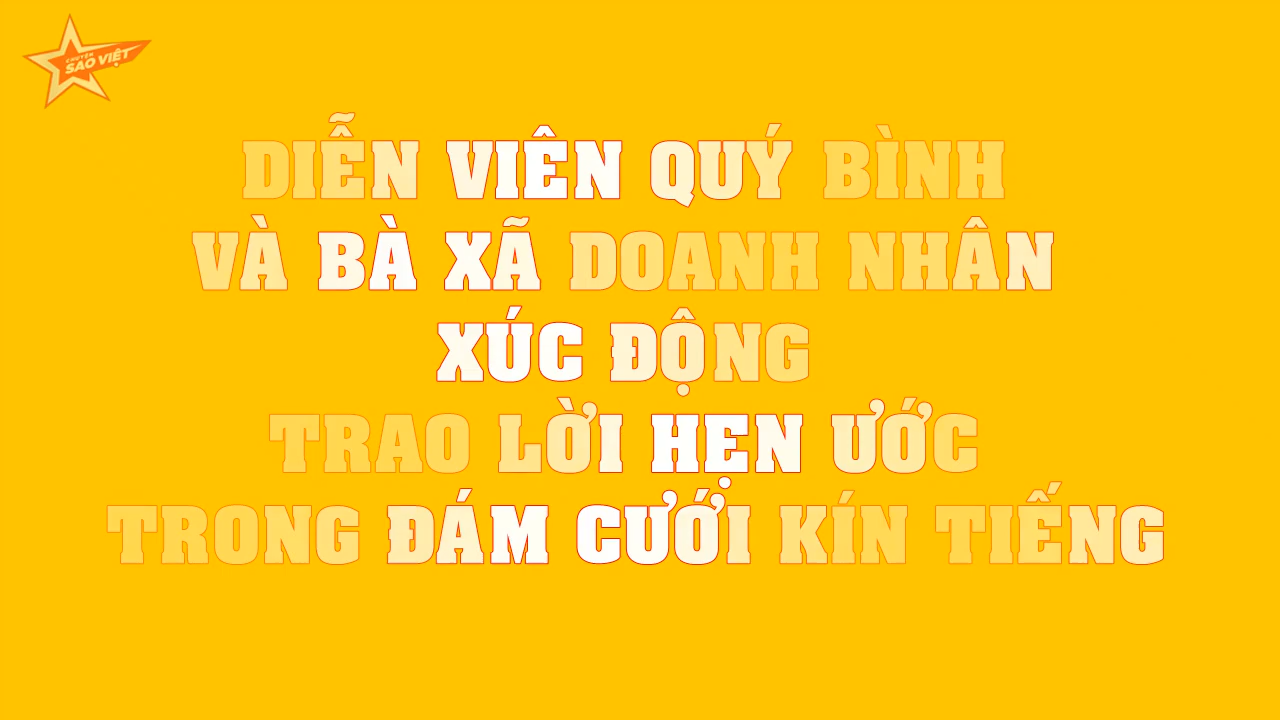 CHUYỆN
SAO VIỆT
DIỄN VIÊN QUÝ BÌNH
VÀ BÀ XÃ DOANH NHÂN
XÚC ĐỘNG
TRAO LỜI HẸN ƯỚC
TRONG ĐÁM CƯỚI KÍN TIẾNG